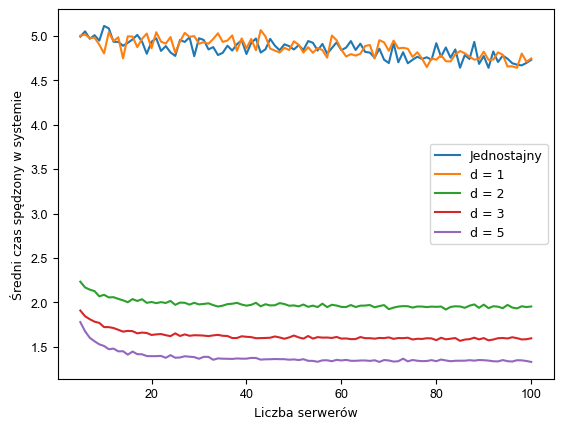 Średni czas spędzony w systemie
5.0
4.5
4.0
3.5
3.0
2.5
2.0
1.5
Jednostajny
d = 1
d = 2
d = 3
d = 5
20
40
60
80
100
Liczba serwerów